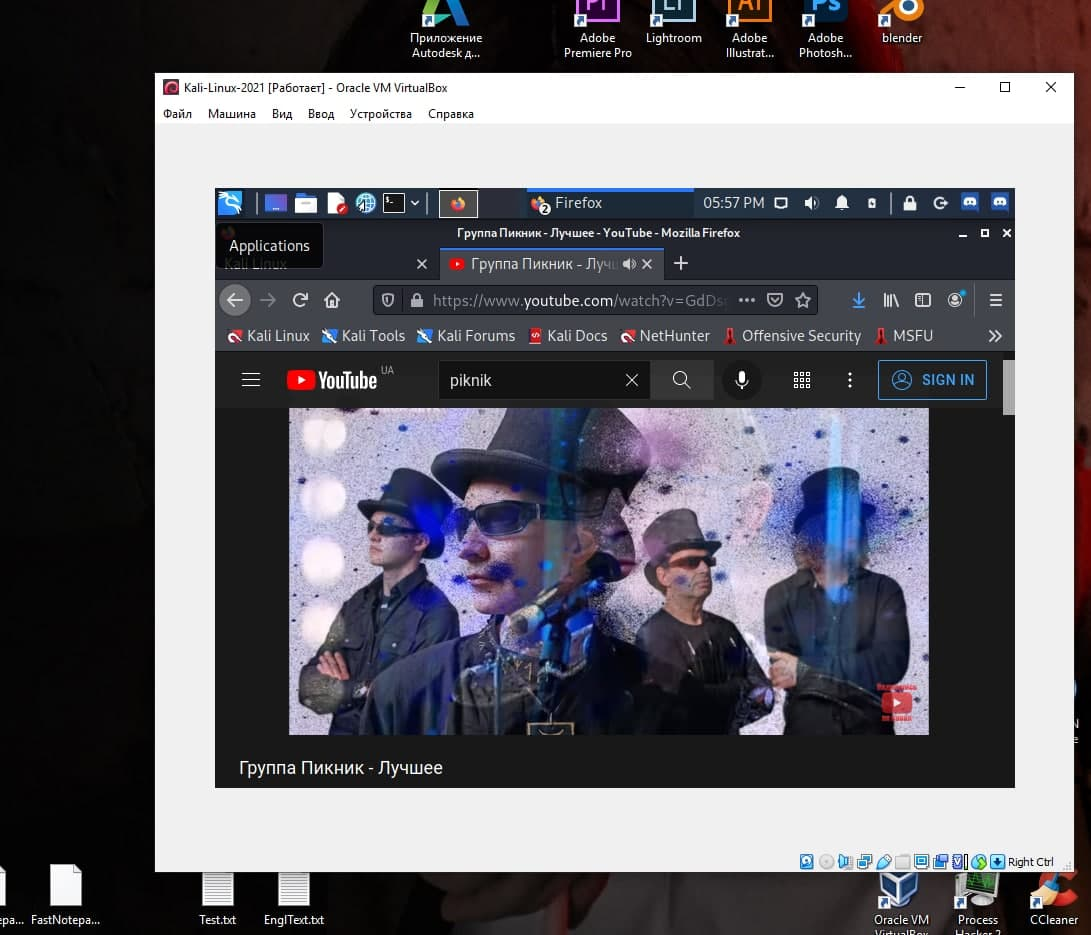 Приложение
Autodesk д...
Adobe
Premiere Pro
Lightroom
Adobe
Illustrat...
Adobe
Photosh...
blender
Kali-Linux-2021 [Работает] - Oracle VM VirtualBox
Файл Машина Вид Ввод Устройства Справка
2 Firefox 05:57 PM
Группа Пикник - Лучшее - YouTube - Mozilla Firefox
Applications
Kali Linux
Группа Пикник - Лучш
https://www.youtube.com/watch?v=GdDs
Kali Linux Kali Tools Kali Forums Kali Docs NetHunter Offensive Security MSFU
YouTube UA
piknik
SIGN IN
Группа Пикник - Лучшее
Right Ctrl
FastNotepa...
Test.txt
EnglText.txt
Oracle VM
VirtualBox
Process
Hacker 2
CCleaner